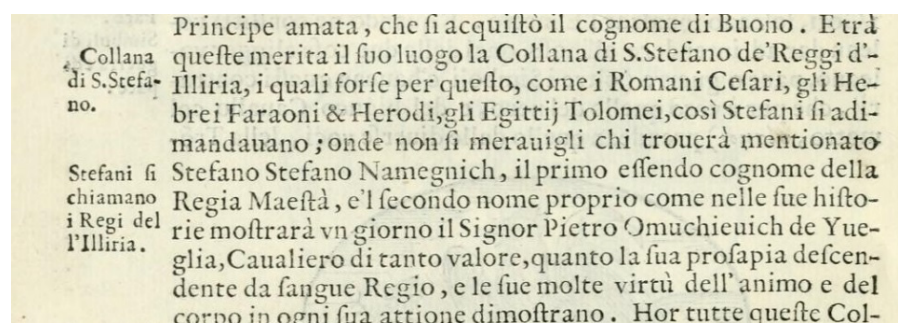 Principe amata, che ſi acquiſtò il cognome di Buono. E trà
queſte merita il ſuo luogo la Collana di S.Stefano de'Reggi d'-
Illiria, i quali forſe per queſto, come i Romani Ceſari, gli He-
brei Faraoni & Herodi,gli Egittij Tolomei,così Stefani ſi adi-
mandauano ; onde non ſi merauigli chi trouerà mentionato
Stefano Stefano Namegnich, il primo eſſendo cognome della
Regia Maeſtà, e'l ſecondo nome proprio come nelle ſue hiſto-
rie moſtrarà vn giorno il Signor Pietro Omuchieuich de Yue-
glia,Caualiero di tanto valore,quanto la ſua proſapia deſcen-
dente da ſangue Regio, e le ſue molte virtù dell'animo e del
corpo in ogni ſua attione dimoſtrano. Hor tutte queſte Col-
Collana
di S.Stefa-
no.
Stefani ſi
chiamano
i Regi del
l'Illiria.